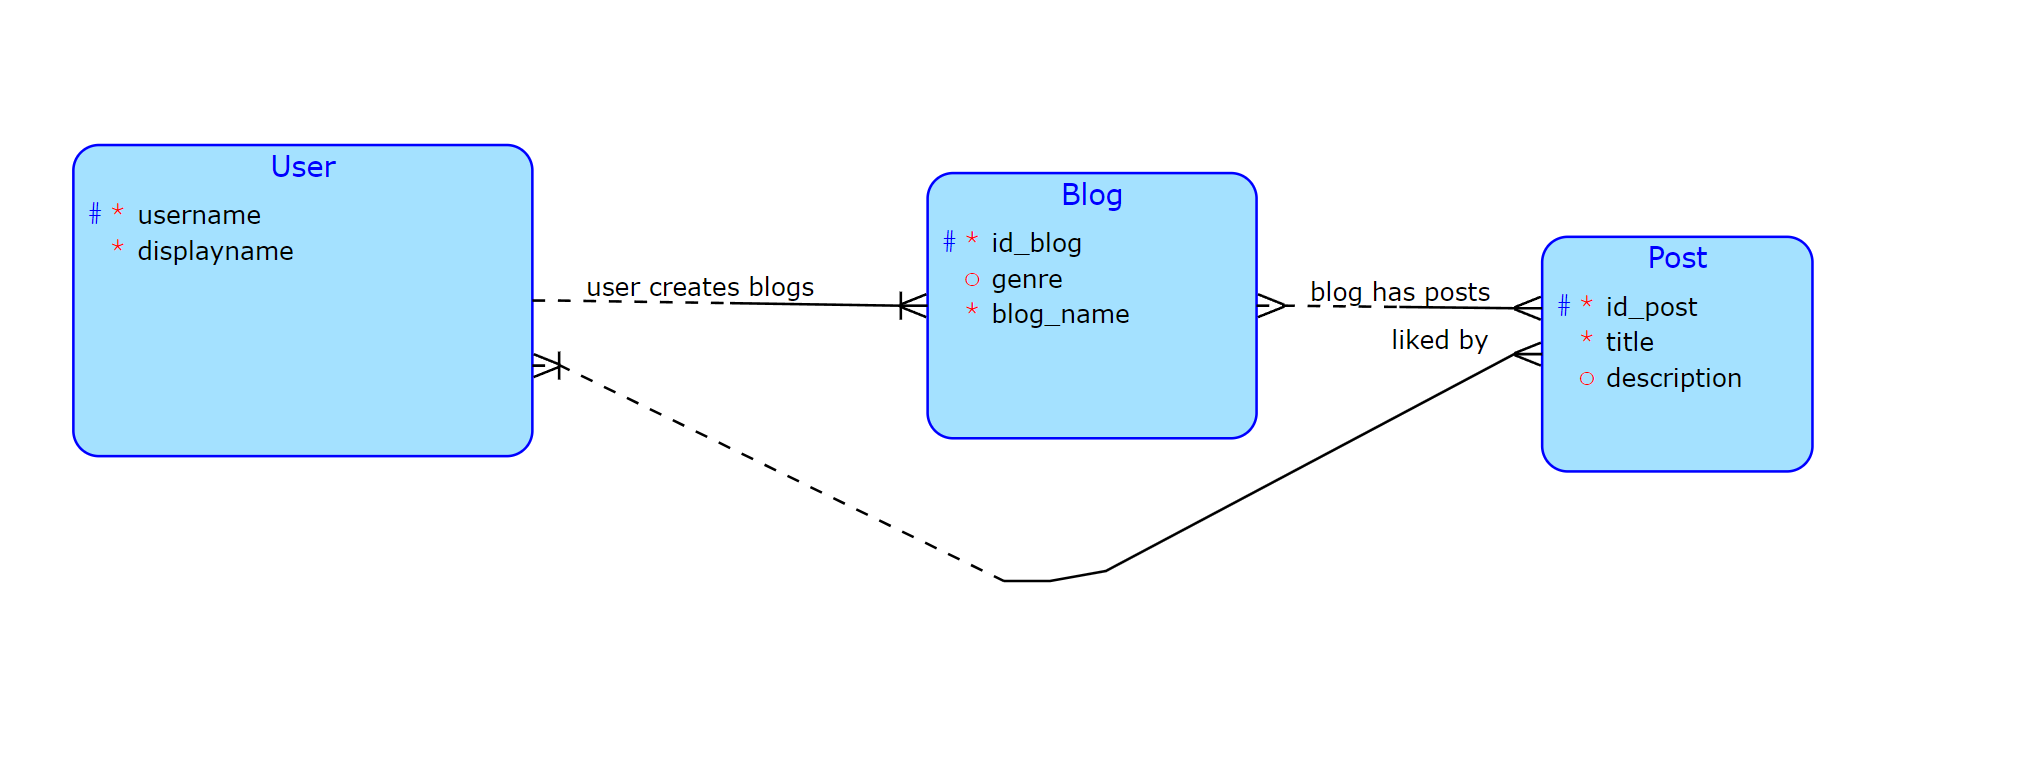 User
# * username
* displayname
user creates blogs
Blog
# * id_blog
○ genre
* blog_name
blog has posts
liked by
Post
# * id_post
* title
○ description